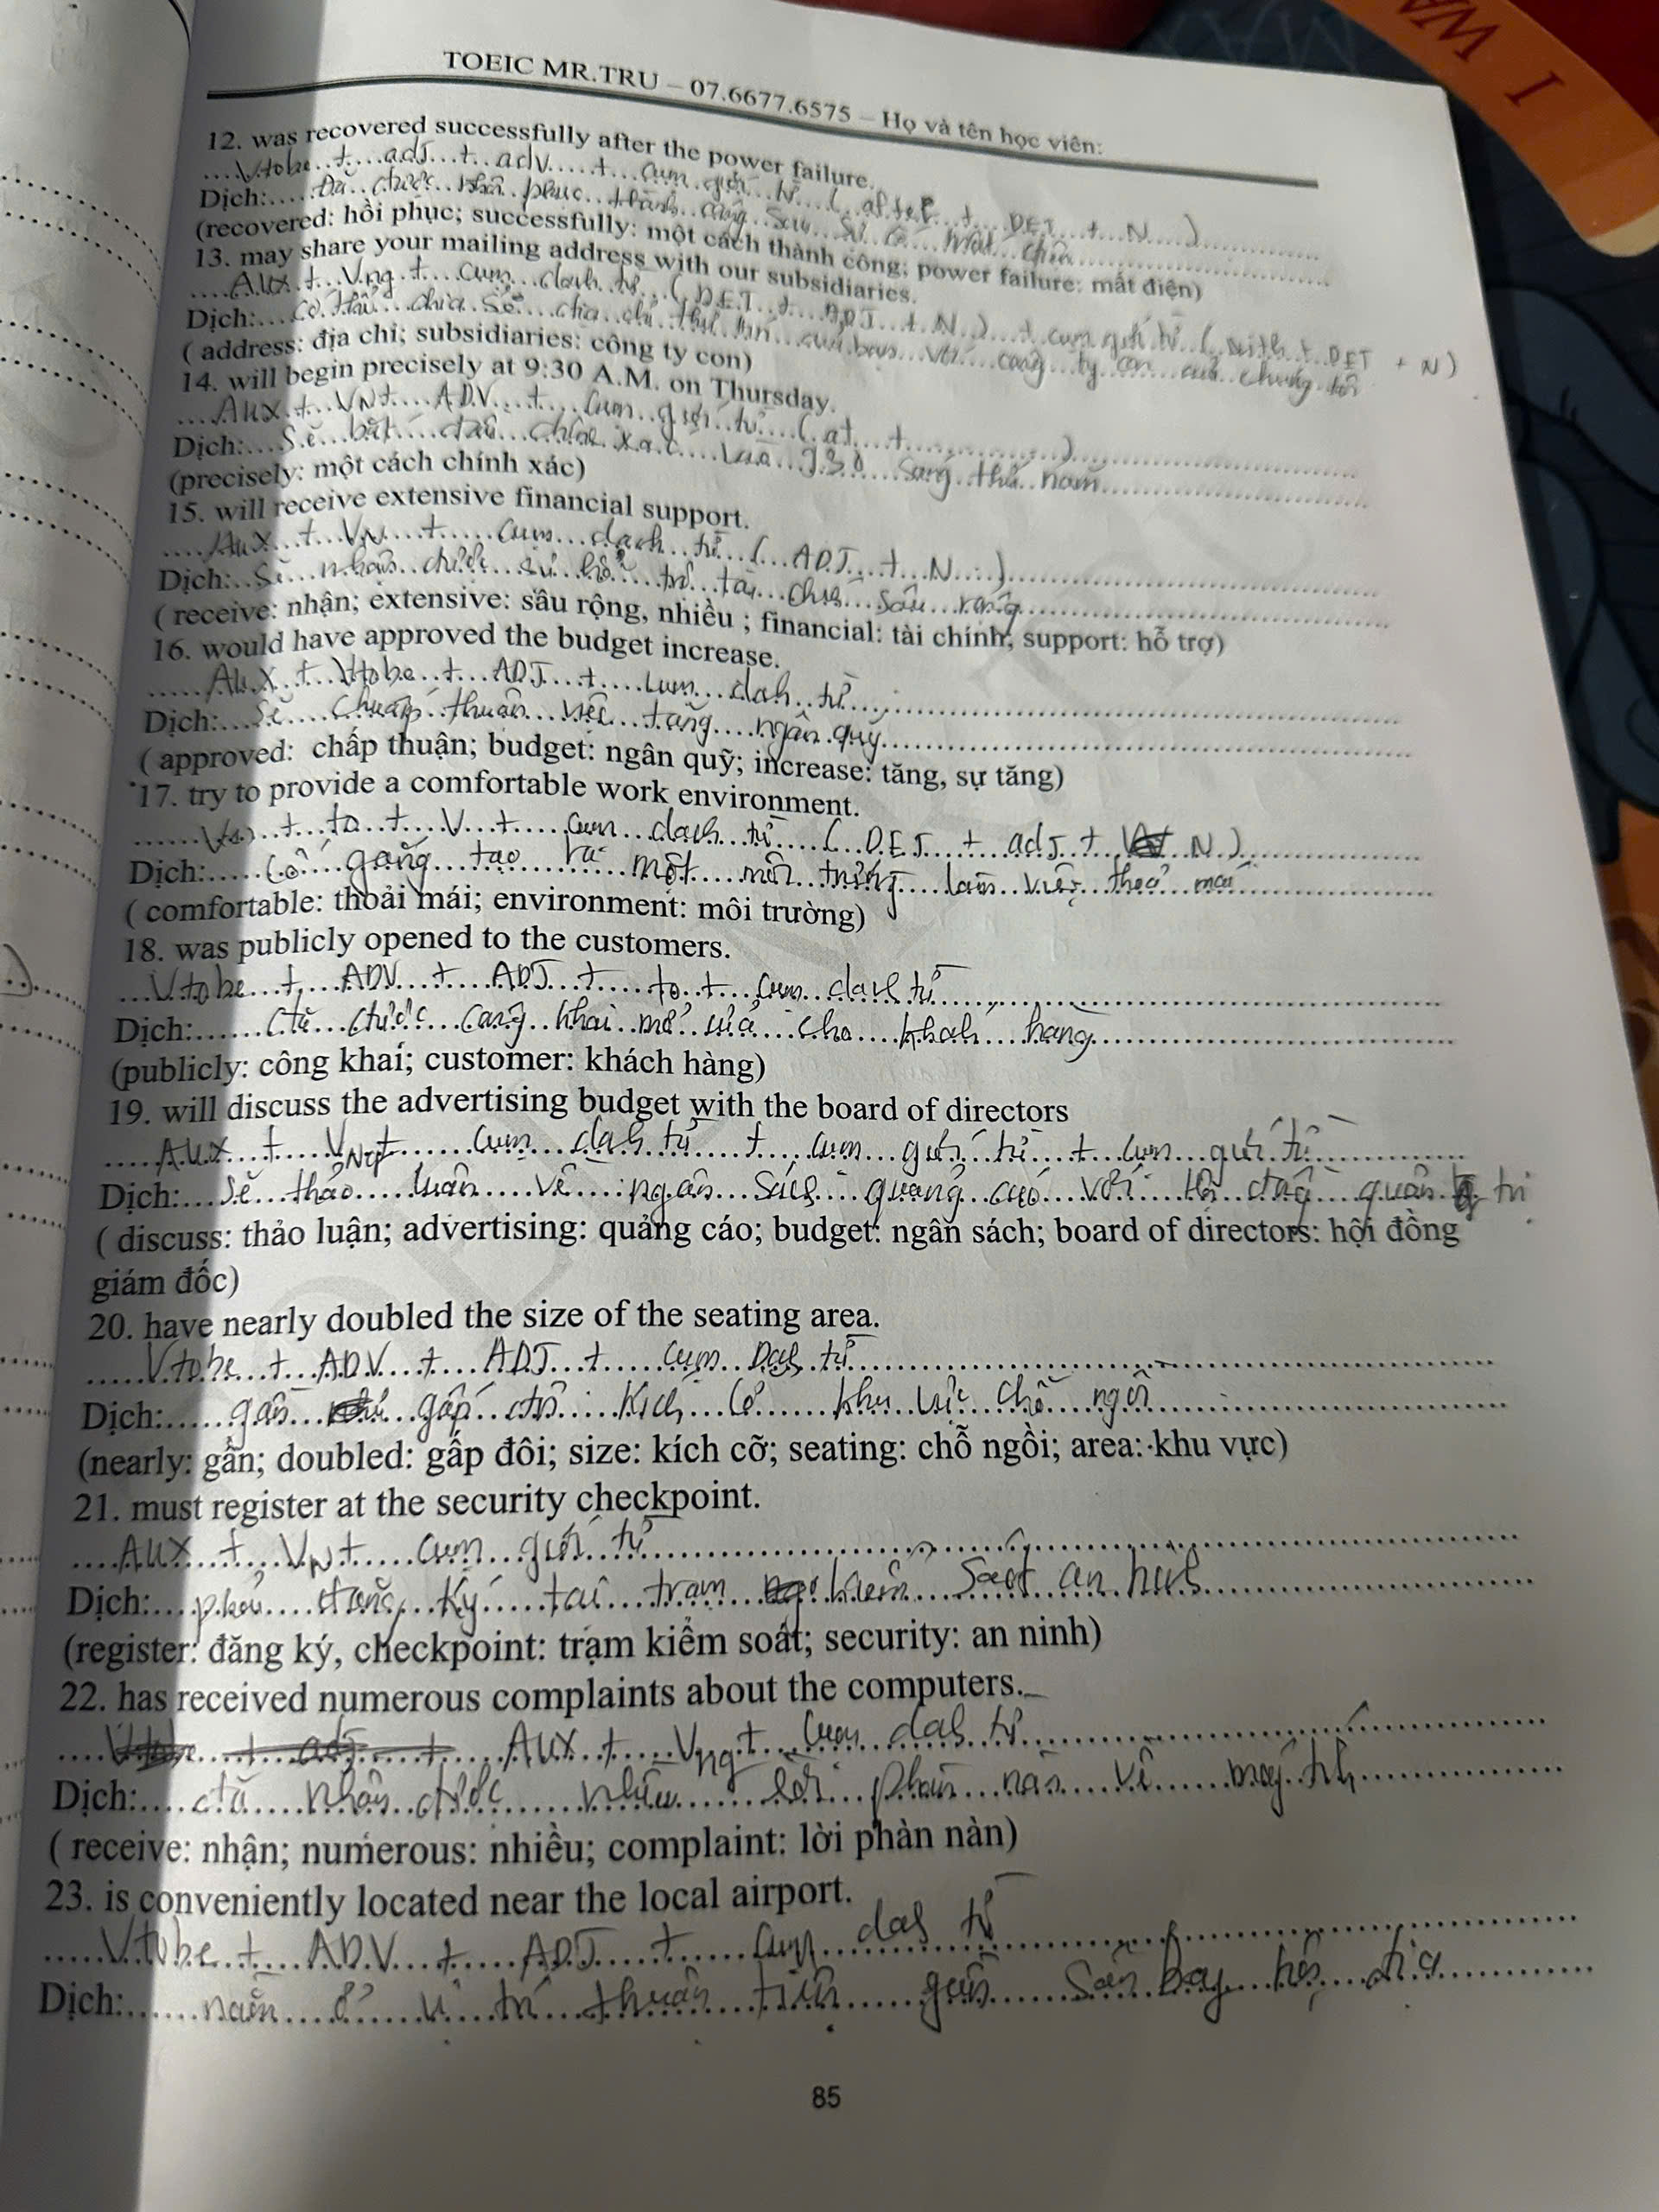 I WA
TOEIC MR.TRU – 07.6677.6575 – Họ và tên học viên:
12. was recovered successfully after the power failure.
Vtobe + adJ + adv + cụm giới từ ( after + DET + N )
Dịch: Đã được khôi phục thành công sau sự cố mất điện
(recovered: hồi phục; successfully: một cách thành công; power failure: mất điện)
13. may share your mailing address with our subsidiaries.
AUX + Vng + cụm danh từ ( DET + ADJ + N ) + cụm giới từ ( with + DET + N )
Dịch: Có thể chia sẻ địa chỉ thư tín của bạn với công ty con của chúng tôi
( address: địa chỉ; subsidiaries: công ty con)
14. will begin precisely at 9:30 A.M. on Thursday.
AUX + VN + ADV + cụm giới từ ( at + )
Dịch: Sẽ bắt đầu chính xác vào 9.30 sáng thứ năm
(precisely: một cách chính xác)
15. will receive extensive financial support.
AUX + VN + cụm dach từ ( ADJ + N )
Dịch: Sẽ nhận được sự hỗ trợ tài chính sâu rộng
( receive: nhận; extensive: sâu rộng, nhiều ; financial: tài chính; support: hỗ trợ)
16. would have approved the budget increase.
AUX + Vtobe + ADJ + cụm dah từ
Dịch: Sẽ chấp thuận việc tăng ngân quỹ
( approved: chấp thuận; budget: ngân quỹ; increase: tăng, sự tăng)
17. try to provide a comfortable work environment.
+ to + V + cụm dach từ ( DET + adJ + N )
Dịch: Cố gắng tạo ra một môi trường làm việc thoải mái
( comfortable: thoải mái; environment: môi trường)
18. was publicly opened to the customers.
Vtobe + ADV + ADJ + to + cụm dah từ
Dịch: đã được công khai mở cửa cho khách hàng
(publicly: công khai; customer: khách hàng)
19. will discuss the advertising budget with the board of directors
AUX + VNg + cụm dah từ + cụm giới từ + cụm giới từ
Dịch: Sẽ thảo luận về ngân sách quảng cáo với hội đồng quản trị
( discuss: thảo luận; advertising: quảng cáo; budget: ngân sách; board of directors: hội đồng
giám đốc)
20. have nearly doubled the size of the seating area.
Vtobe + ADV + ADJ + cụm Dah từ
Dịch: gần gấp đôi kích cỡ khu vực chỗ ngồi
(nearly: gần; doubled: gấp đôi; size: kích cỡ; seating: chỗ ngồi; area: khu vực)
21. must register at the security checkpoint.
AUX + VN + cụm giới từ
Dịch: phải đăng ký tại trạm soát an ninh
(register: đăng ký, checkpoint: trạm kiểm soát; security: an ninh)
22. has received numerous complaints about the computers.
AUX + Vng + cụm dah từ
Dịch: đã nhận được nhiều lời phàn nàn về máy tính
( receive: nhận; numerous: nhiều; complaint: lời phàn nàn)
23. is conveniently located near the local airport.
Vtobe + ADV + ADJ + cụm dah từ
Dịch: nằm ở vị trí thuận tiện gần sân bay địa
85